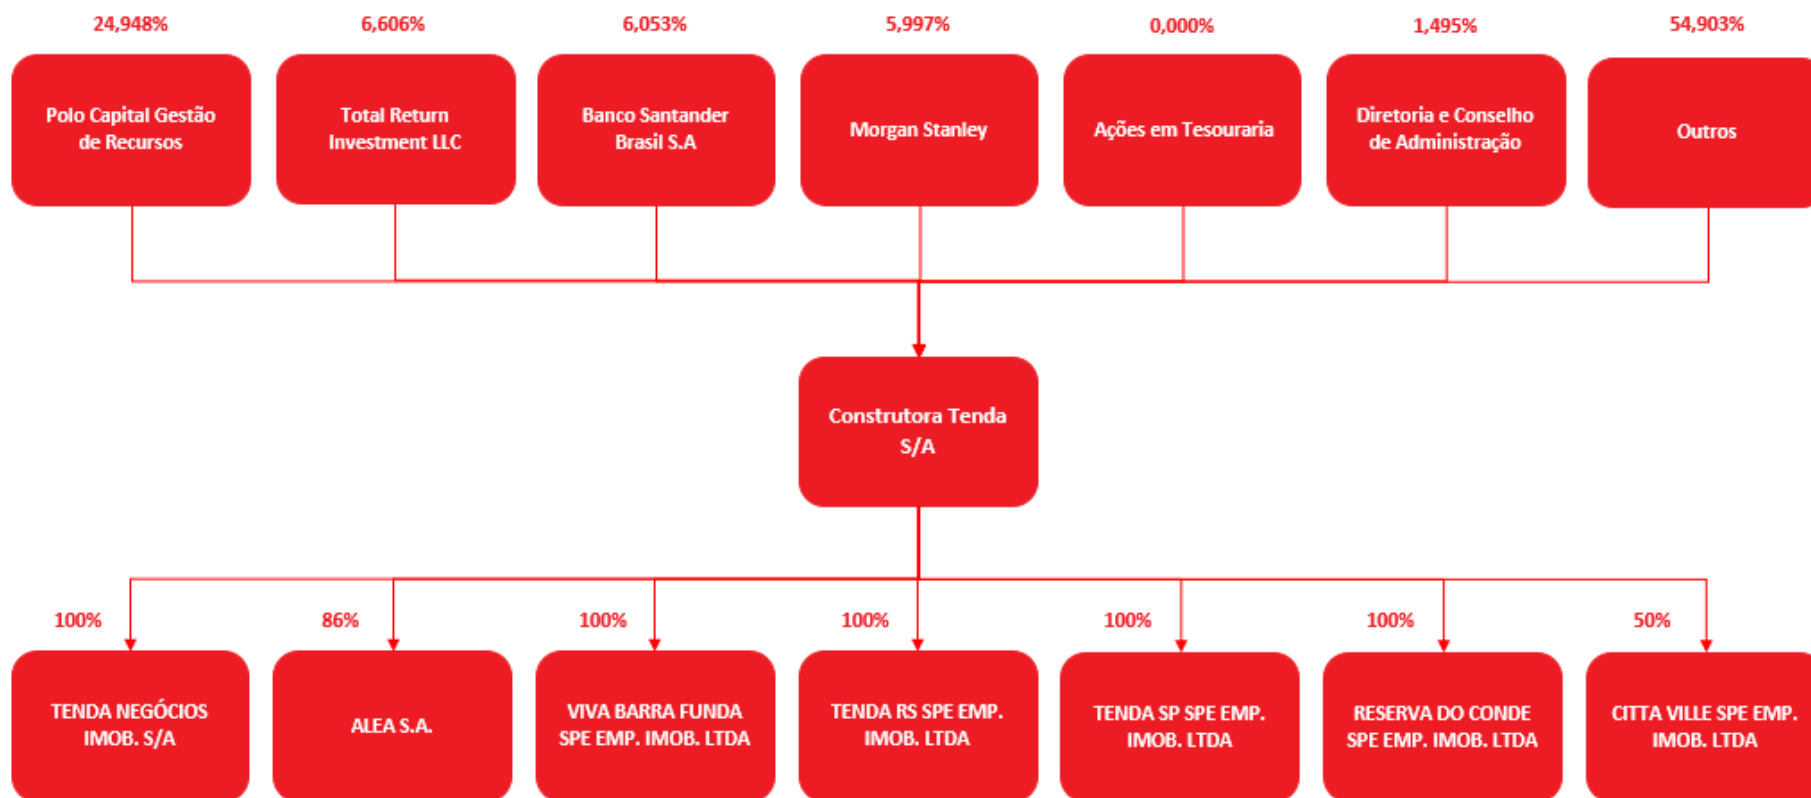 24,948%
6,606%
6,053%
5,997%
0,000%
1,495%
54,903%
Polo Capital Gestão
de Recursos
Total Return
Investment LLC
Banco Santander
Brasil S.A
Morgan Stanley
Ações em Tesouraria
Diretoria e Conselho
de Administração
Outros
Construtora Tenda
S/A
100%
86%
100%
100%
100%
100%
50%
TENDA NEGÓCIOS
IMOB. S/A
ALEA S.A.
VIVA BARRA FUNDA
SPE EMP. IMOB. LTDA
TENDA RS SPE EMP.
IMOB. LTDA
TENDA SP SPE EMP.
IMOB. LTDA
RESERVA DO CONDE
SPE EMP. IMOB. LTDA
CITTA VILLE SPE EMP.
IMOB. LTDA